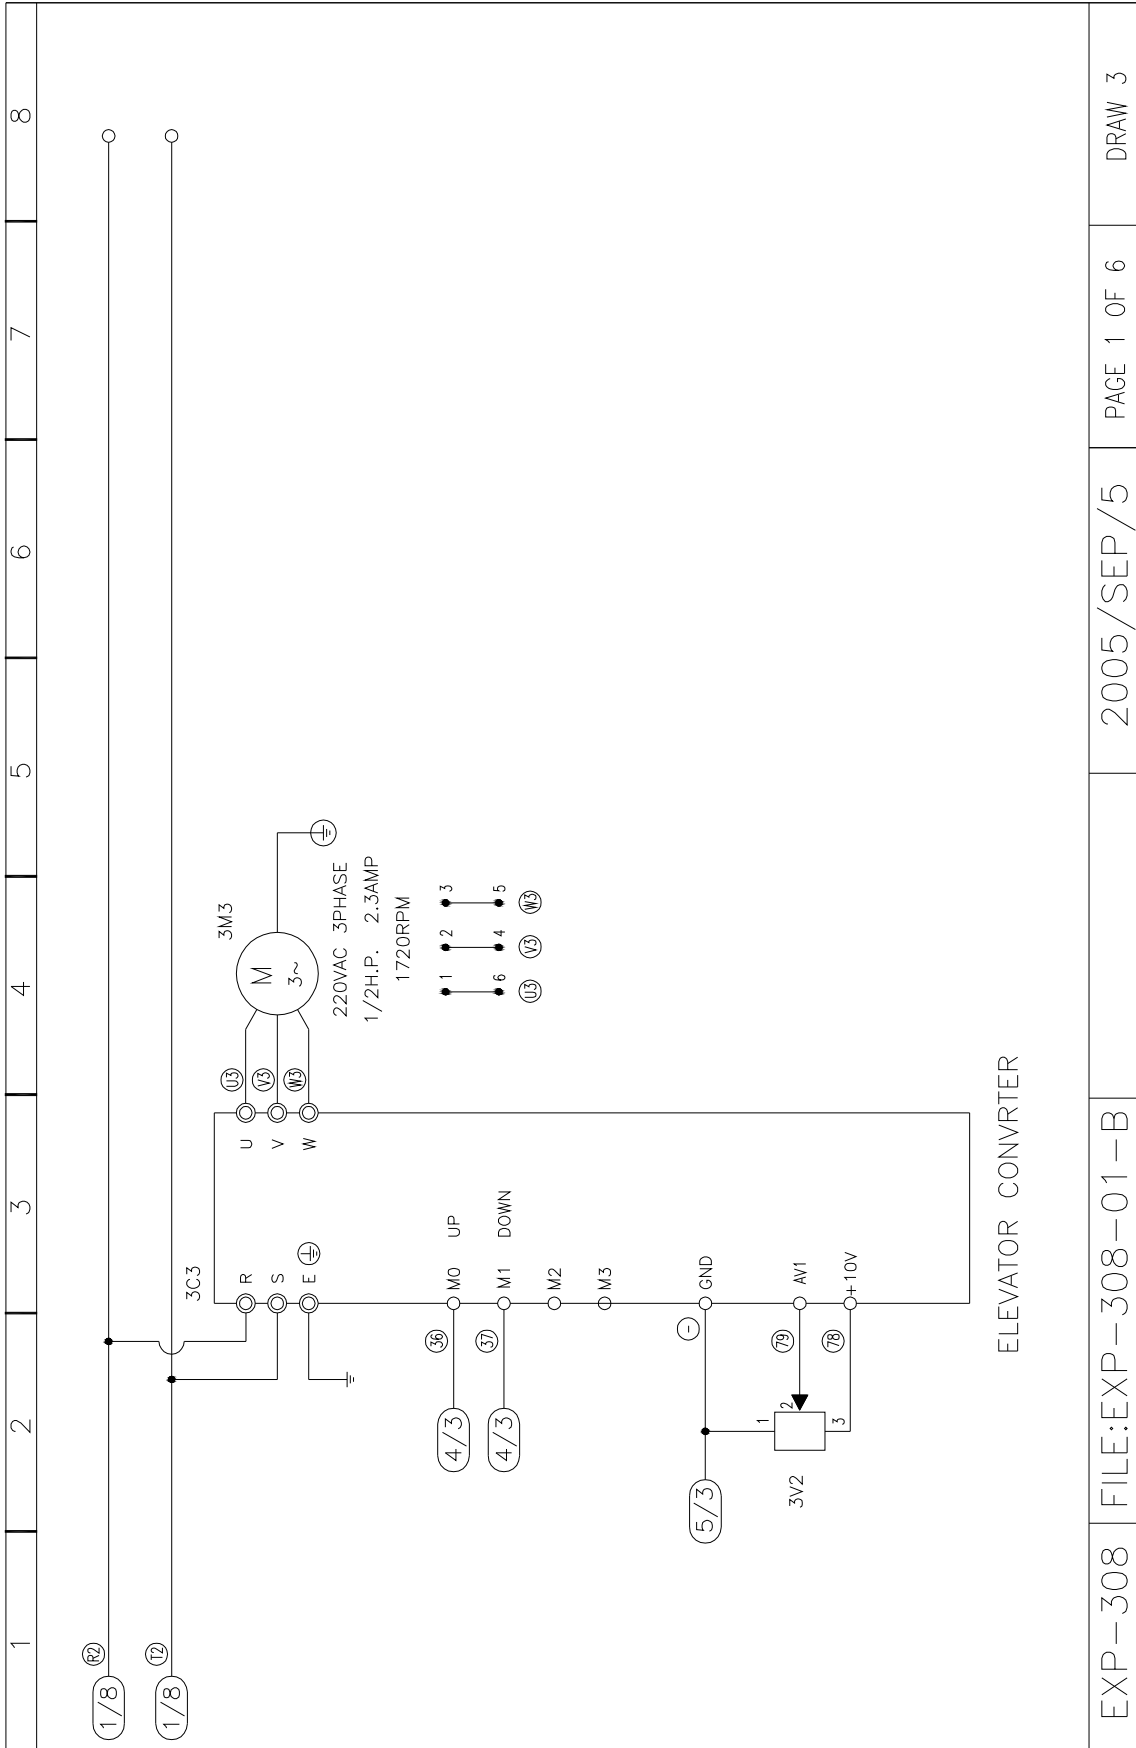 1 2 3 4 5 6 7 8
R2
1/8
T2
1/8
3C3
R
S
E
U
V
W
U3
V3
W3
3M3
M
3~
220VAC 3PHASE
1/2H.P. 2.3AMP
1720RPM
1 2 3
6 4 5
U3 V3 W3
4/3 36 M0 UP
4/3 37 M1 DOWN
M2
M3
5/3 - GND
79 AV1
78 +10V
1
2
3
3V2
ELEVATOR CONVRTER
EXP-308 FILE:EXP-308-01-B 2005/SEP/5 PAGE 1 OF 6 DRAW 3